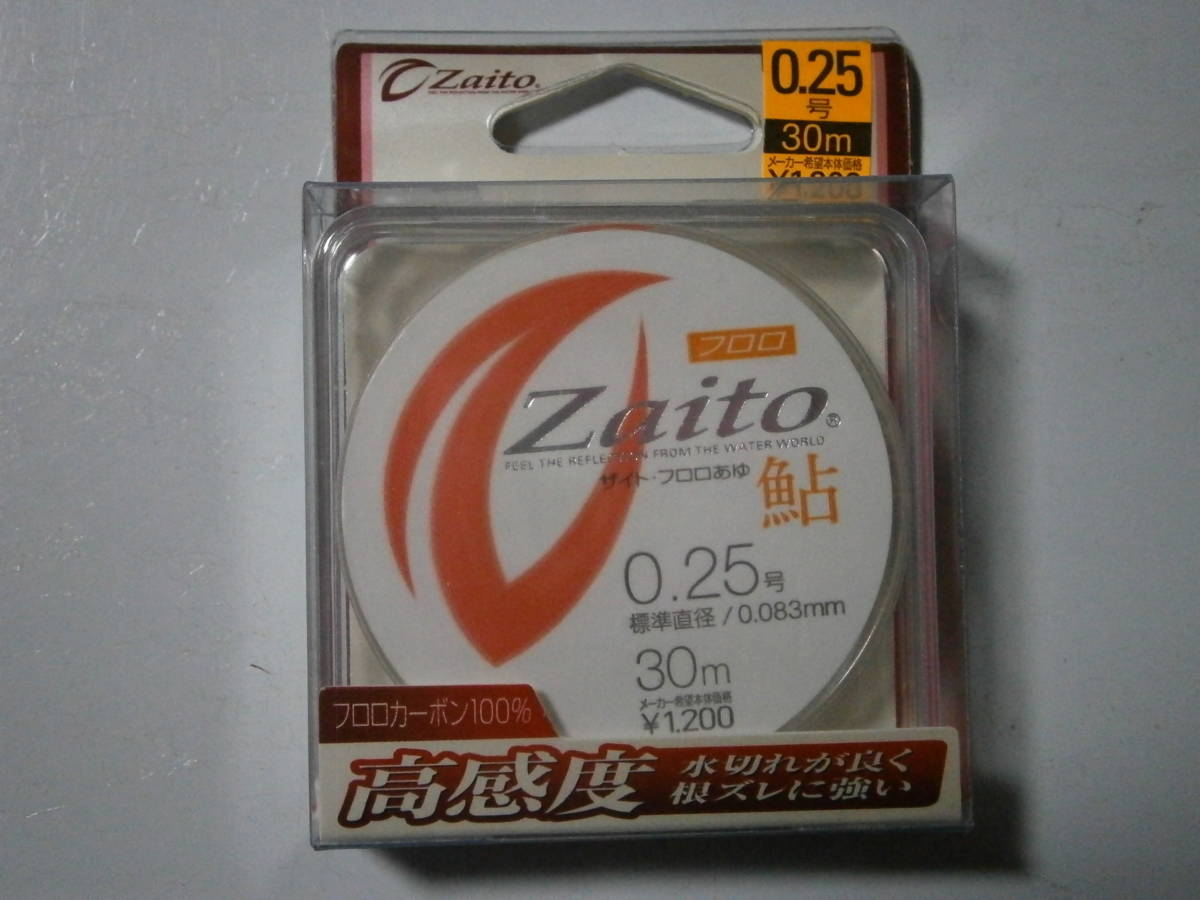 Zaito
0.25
号
30m
メーカー希望本体価格
¥1,200
フロロ
Zaito®
FEEL THE REFLECTION FROM THE WATER WORLD
ザイト・フロロあゆ
鮎
0.25号
標準直径/0.083mm
30m
メーカー希望本体価格
¥1,200
フロロカーボン100%
高感度
水切れが良く
根ズレに強い